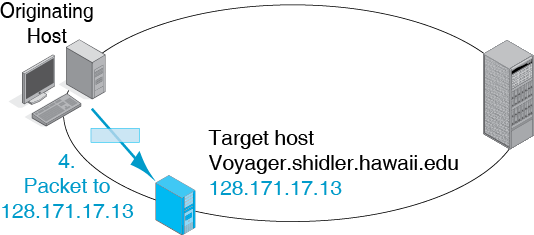 Originating
Host
Target host
Voyager.shidler.hawaii.edu
128.171.17.13
4.
Packet to
128.171.17.13